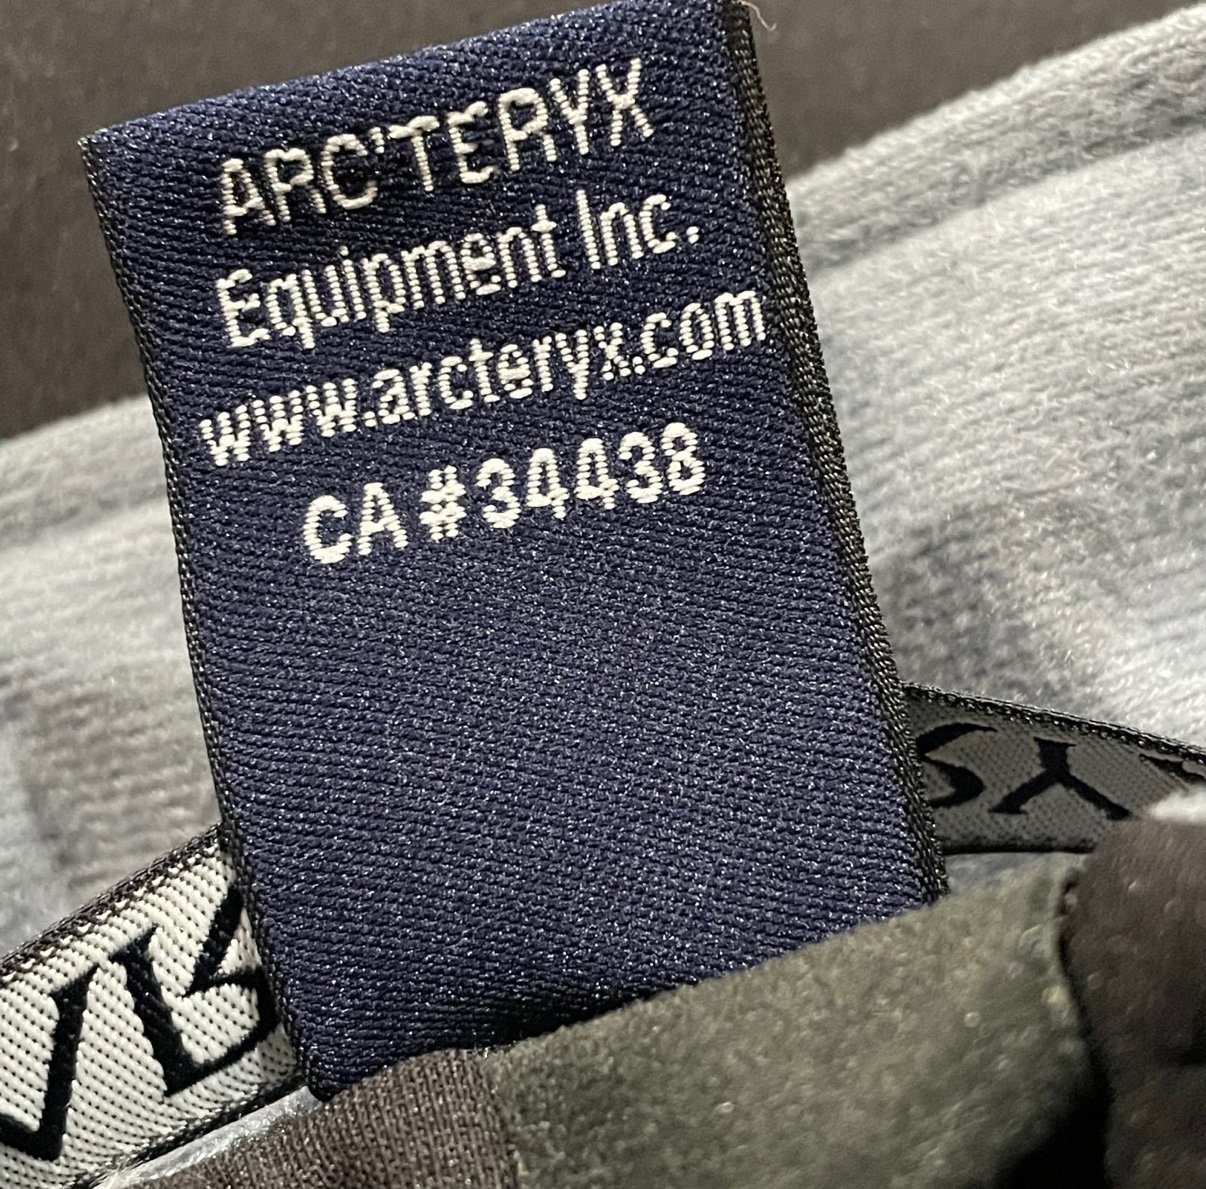 ARC'TERYX
Equipment Inc.
www.arcteryx.com
CA #34438